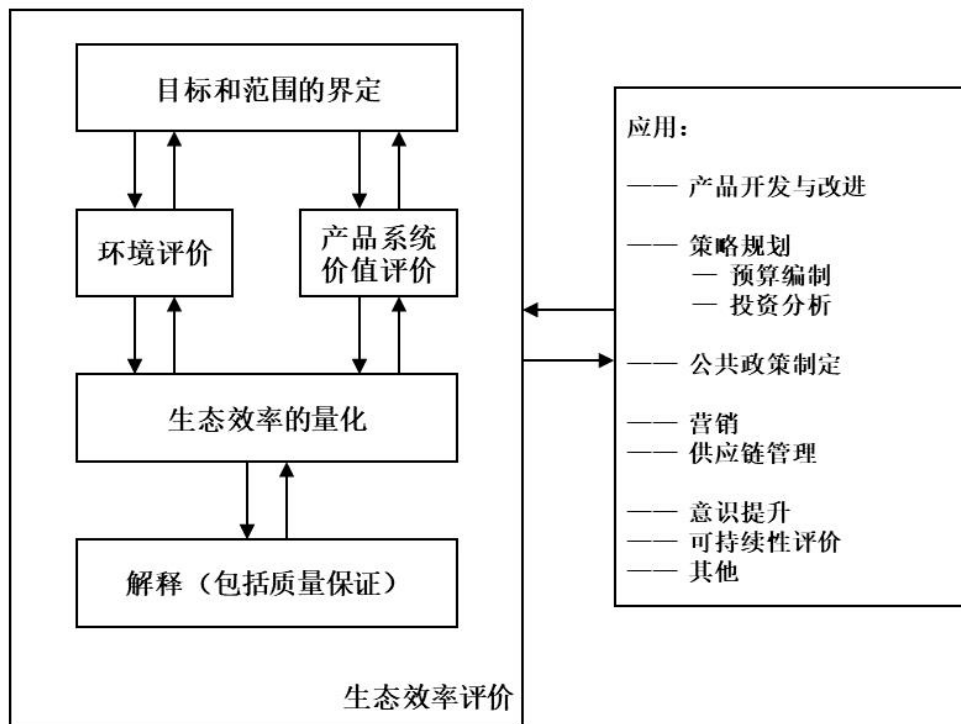 目标和范围的界定
环境评价
产品系统
价值评价
生态效率的量化
解释（包括质量保证）
生态效率评价
应用：
—— 产品开发与改进
—— 策略规划
— 预算编制
— 投资分析
—— 公共政策制定
—— 营销
—— 供应链管理
—— 意识提升
—— 可持续性评价
—— 其他